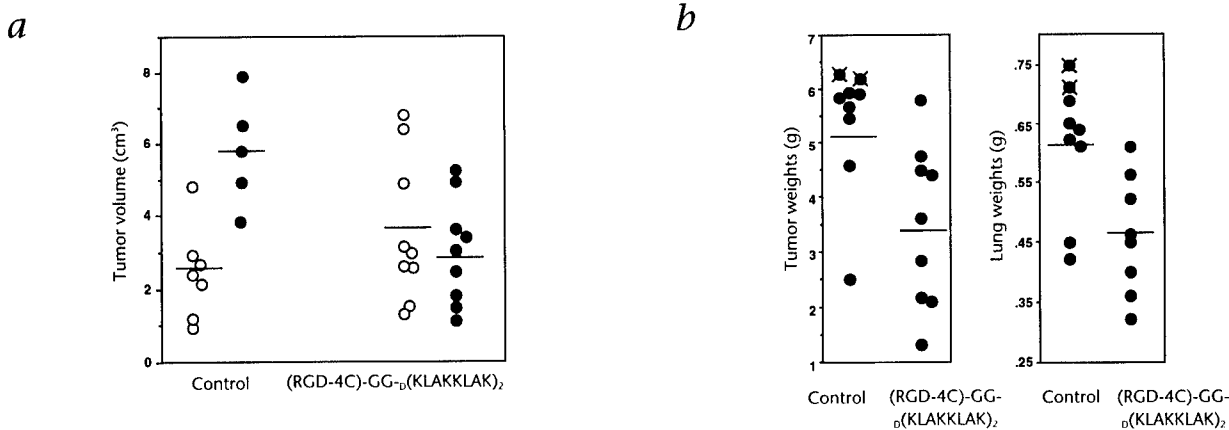 a
Tumor volume (cm³)
8
6
4
2
0
Control
(RGD-4C)-GG-D(KLAKKLAK)2
b
Tumor weights (g)
7
6
5
4
3
2
1
Control
(RGD-4C)-GG-
D(KLAKKLAK)2
Lung weights (g)
.75
.65
.55
.45
.35
.25
Control
(RGD-4C)-GG-
D(KLAKKLAK)2